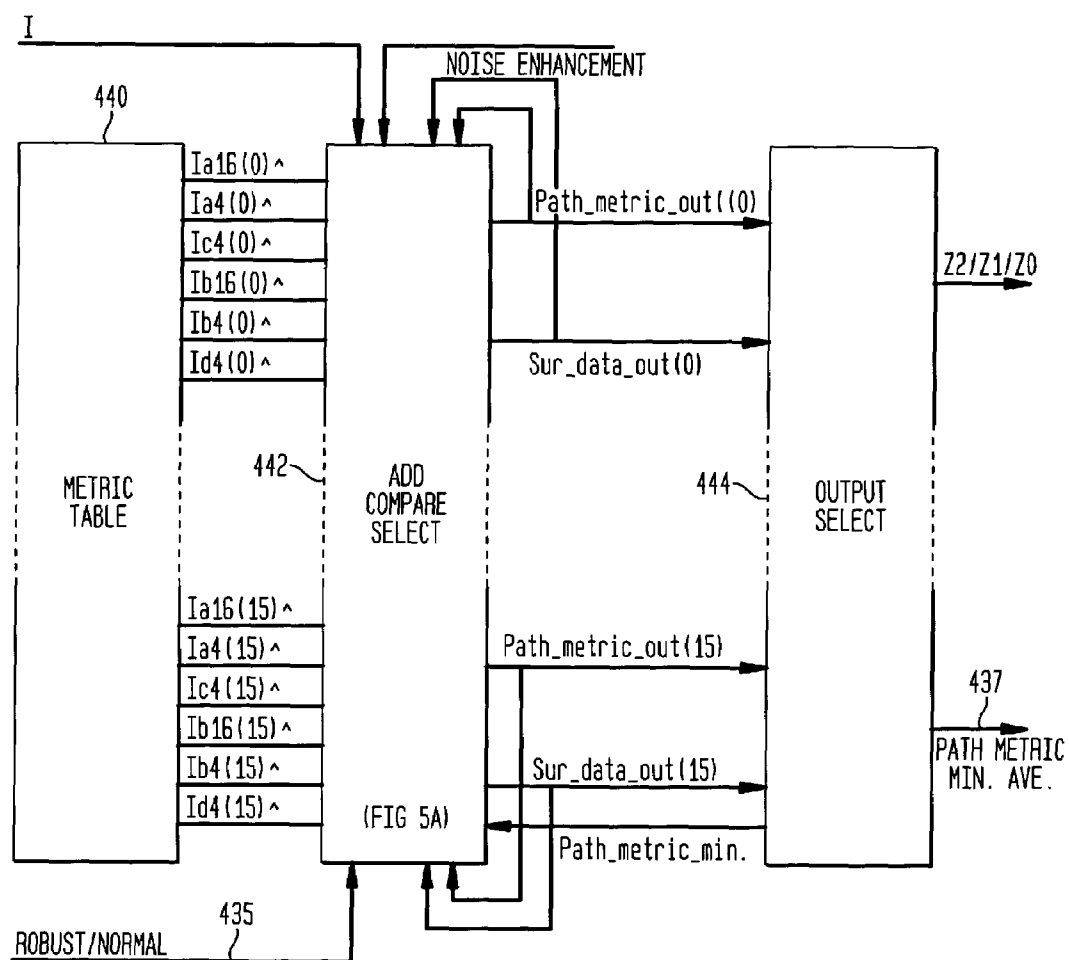 I
NOISE ENHANCEMENT
440
Ia16(0)^
Ia4(0)^
Ic4(0)^
Ib16(0)^
Ib4(0)^
Id4(0)^
Path_metric_out((0)
Z2/Z1/Z0
Sur_data_out(0)
METRIC
TABLE
442
ADD
COMPARE
SELECT
444
OUTPUT
SELECT
Ia16(15)^
Ia4(15)^
Ic4(15)^
Ib16(15)^
Ib4(15)^
Id4(15)^
Path_metric_out(15)
437
PATH METRIC
MIN. AVE.
Sur_data_out(15)
(FIG 5A)
Path_metric_min.
435
ROBUST/NORMAL